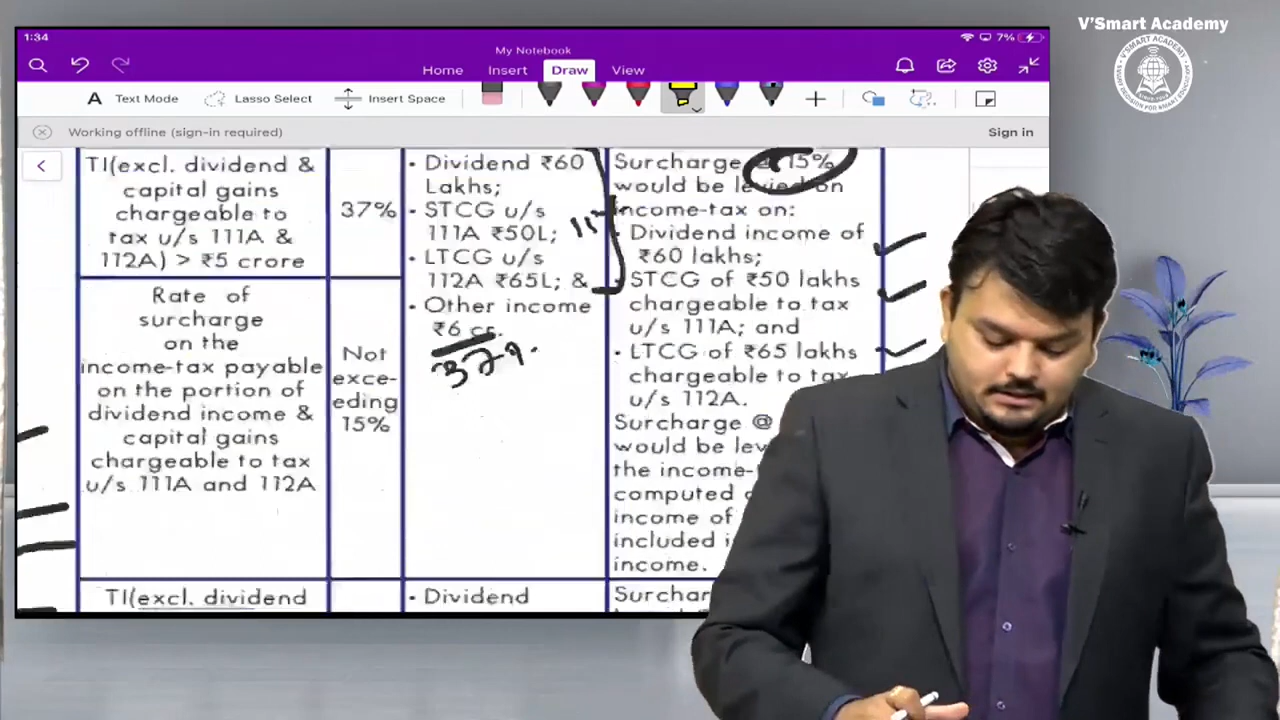 V'Smart Academy
1:34
7%
My Notebook
Home
Insert
Draw
View
Text Mode
Lasso Select
Insert Space
Working offline (sign-in required)
Sign in
TI(excl. dividend &
capital gains
chargeable to
tax u/s 111A &
112A) > ₹5 crore
37%
Rate of
surcharge
on the
income-tax payable
on the portion of
dividend income &
capital gains
chargeable to tax
u/s 111A and 112A
Not
exce-
eding
15%
• Dividend ₹60
Lakhs;
• STCG u/s
111A ₹50L;
• LTCG u/s
112A ₹65L; &
• Other income
₹6 cr.
37%.
Surcharge @ 15%
would be levied on
income-tax on:
Dividend income of
₹60 lakhs;
STCG of ₹50 lakhs
chargeable to tax
u/s 111A; and
• LTCG of ₹65 lakhs
chargeable to tax
u/s 112A.
Surcharge @
would be
the
computed
income of
included
income.
TI(excl. dividend
• Dividend